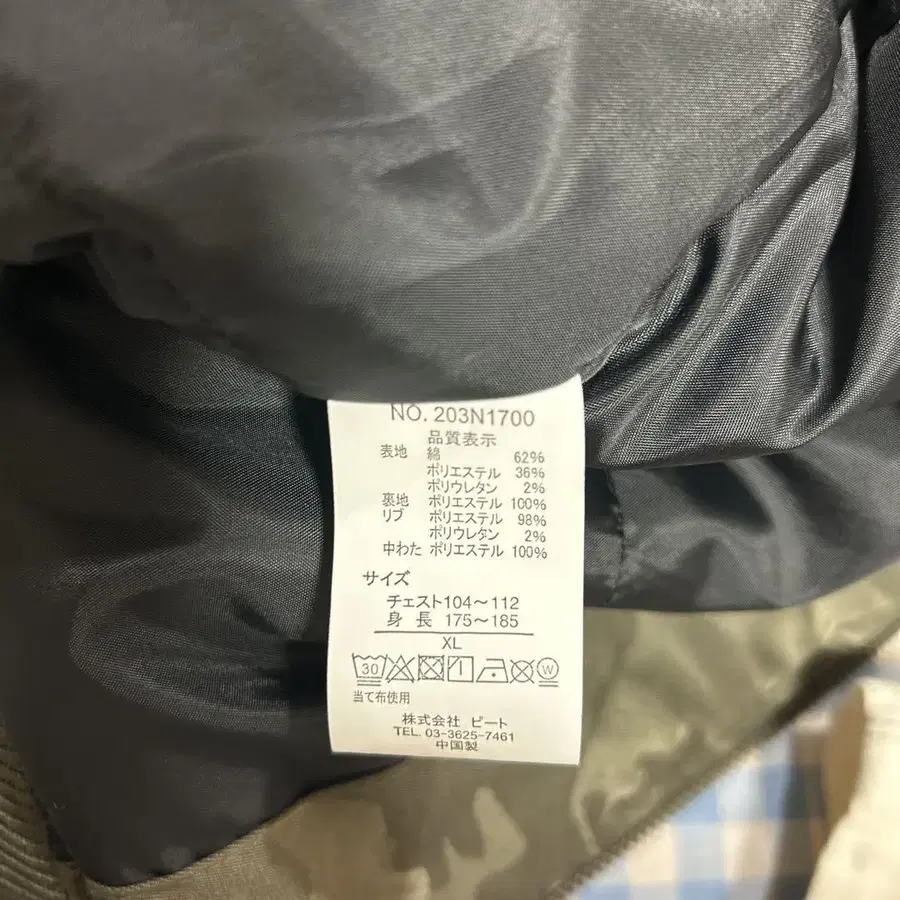 NO. 203N1700
品質表示
表地 綿 62%
ポリエステル 36%
ポリウレタン 2%
裏地 ポリエステル 100%
リブ ポリエステル 98%
ポリウレタン 2%
中わた ポリエステル 100%
サイズ
チェスト104～112
身 長 175～185
XL
30 W
当て布使用
株式会社 ビート
TEL. 03-3625-7461
中国製